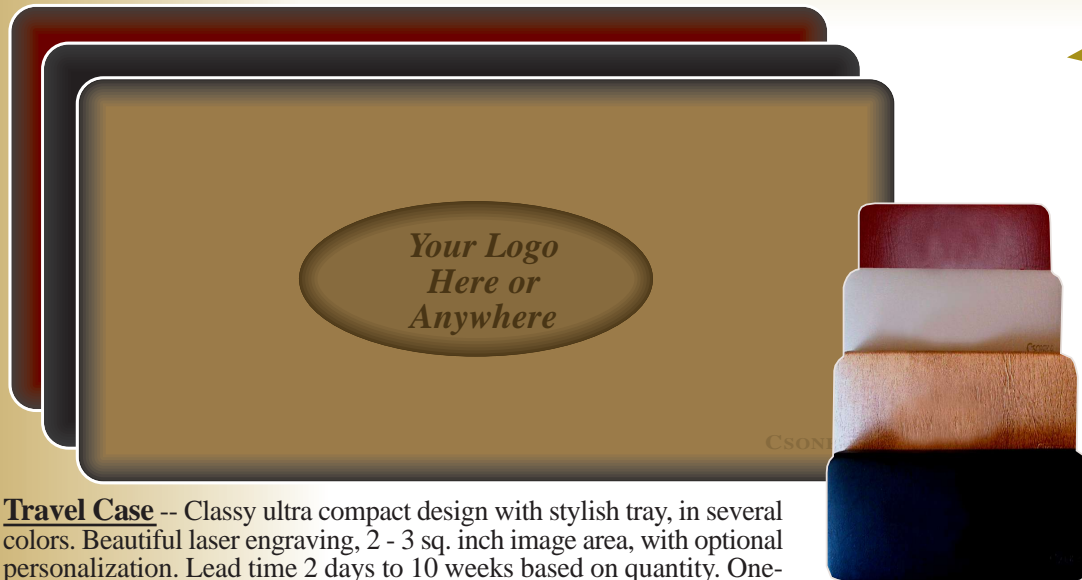 Your Logo
Here or
Anywhere
Travel Case -- Classy ultra compact design with stylish tray, in several
colors. Beautiful laser engraving, 2 - 3 sq. inch image area, with optional
personalization. Lead time 2 days to 10 weeks based on quantity. One-